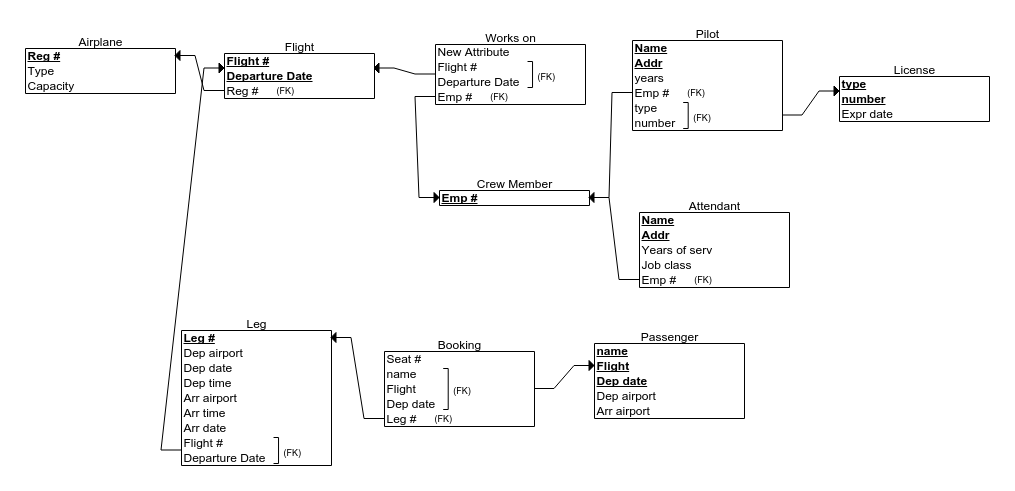 Airplane
Reg #
Type
Capacity
Flight
Flight #
Departure Date
Reg # (FK)
Works on
New Attribute
Flight #
Departure Date
(FK)
Emp # (FK)
Pilot
Name
Addr
years
Emp # (FK)
type
number
(FK)
License
type
number
Expr date
Crew Member
Emp #
Attendant
Name
Addr
Years of serv
Job class
Emp # (FK)
Leg
Leg #
Dep airport
Dep date
Dep time
Arr airport
Arr time
Arr date
Flight #
Departure Date
(FK)
Booking
Seat #
name
Flight
Dep date
(FK)
Leg # (FK)
Passenger
name
Flight
Dep date
Dep airport
Arr airport